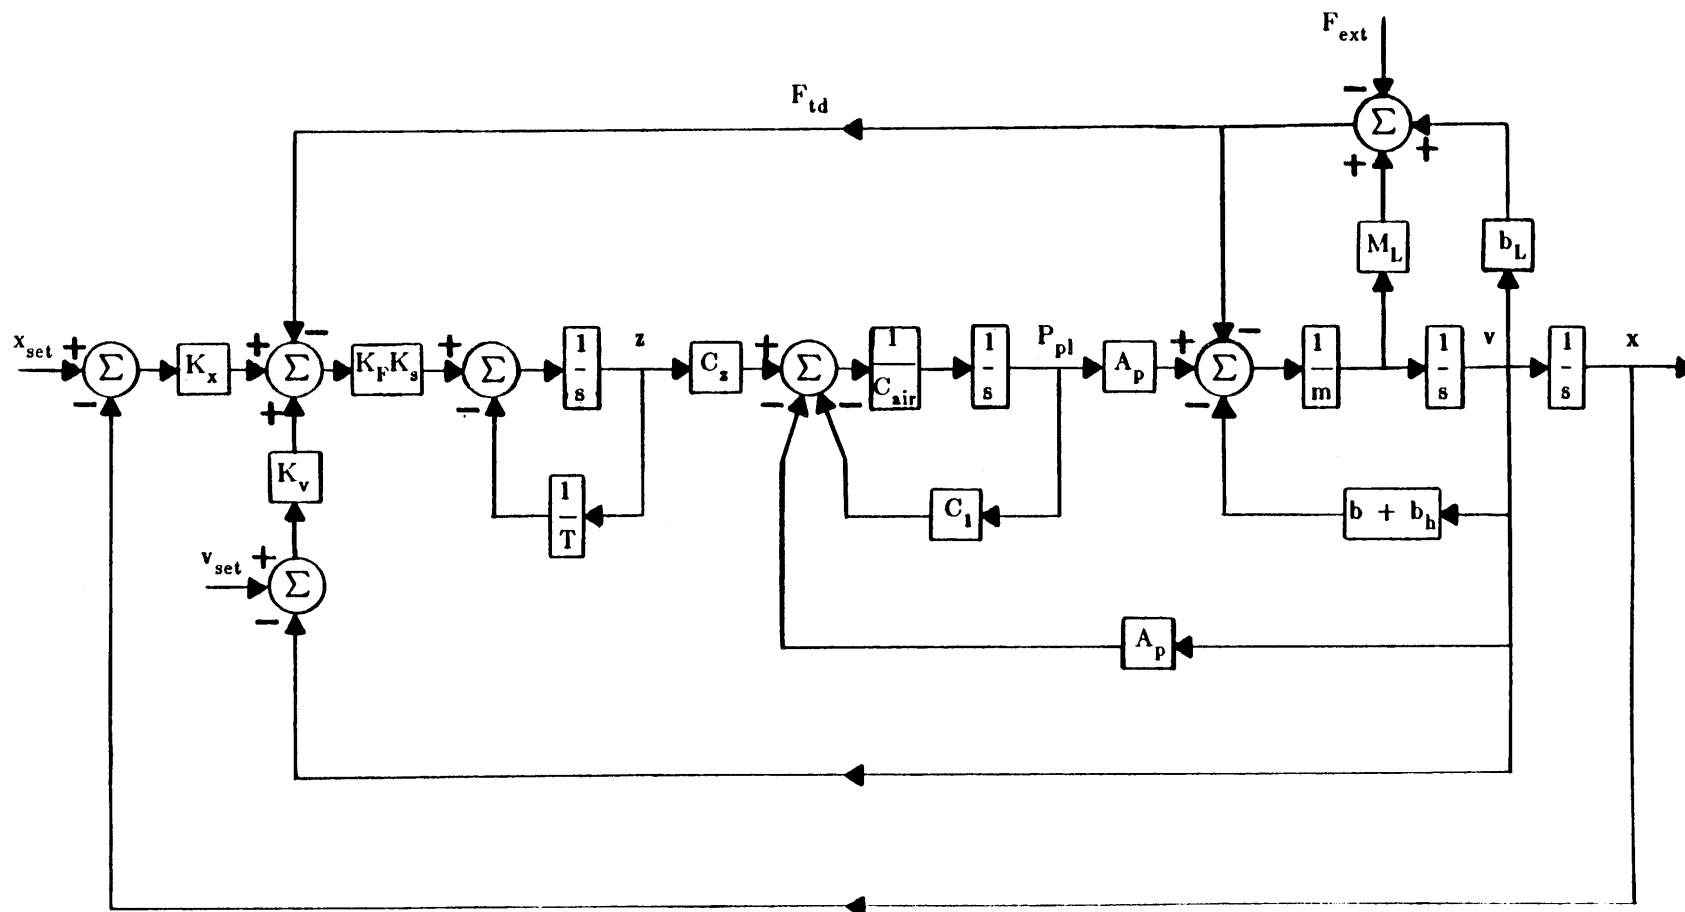 F_ext
F_td
Σ
M_L
b_L
x_set
Σ
K_x
Σ
K_F K_s
Σ
1/s
z
C_z
Σ
1/C_air
1/s
P_pl
A_p
Σ
1/m
1/s
v
1/s
x
K_v
1/T
C_l
b + b_h
v_set
Σ
A_p